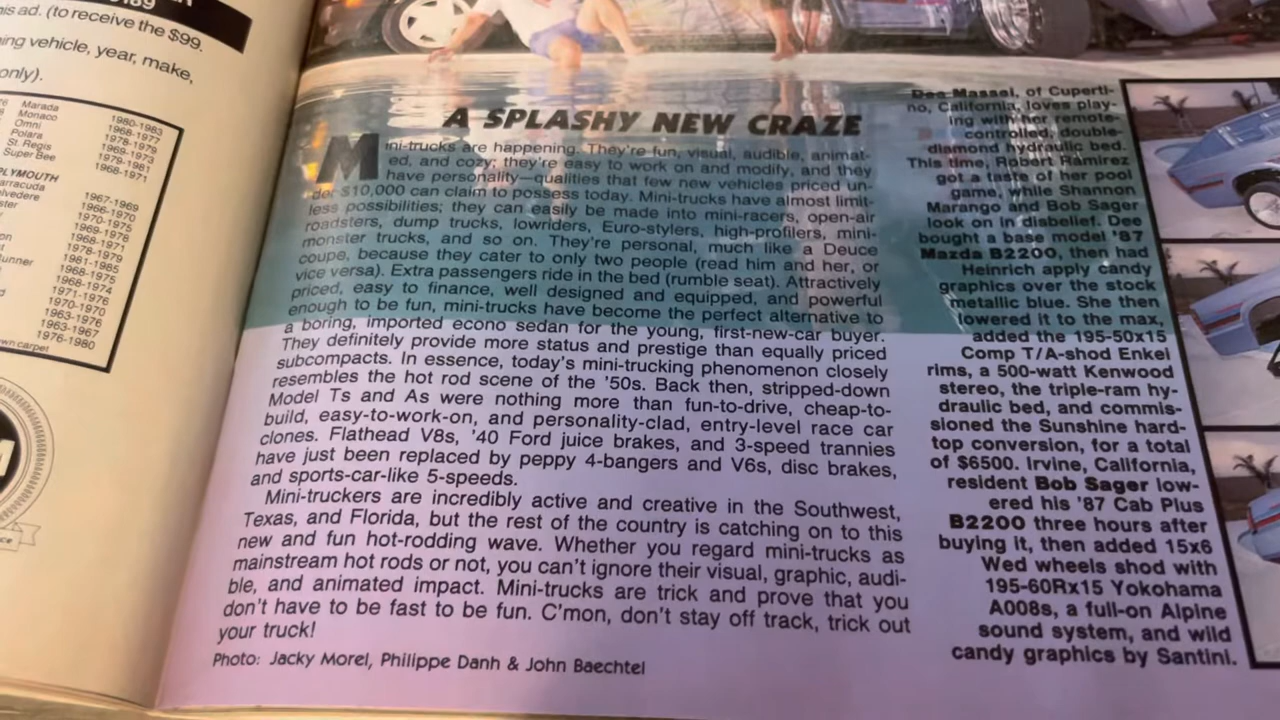 is ad. (to receive the $99.
ing vehicle, year, make,
only).
Marada 1980-1983
Monaco 1968-1977
Omni 1978-1979
Polara 1969-1973
St. Regis 1979-1981
Super Bee 1968-1971
PLYMOUTH
arracuda 1967-1969
elvedere 1966-1970
1970-1975
1969-1978
1968-1971
1978-1979
1981-1985
unner 1968-1975
1968-1974
1971-1976
1970-1970
1963-1976
1963-1967
1976-1980
wn carpet
A SPLASHY NEW CRAZE
Mini-trucks are happening. They're fun, visual, audible, animat-
ed, and cozy; they're easy to work on and modify, and they
have personality—qualities that few new vehicles priced un-
der $10,000 can claim to possess today. Mini-trucks have almost limit-
less possibilities; they can easily be made into mini-racers, open-air
roadsters, dump trucks, lowriders, Euro-stylers, high-profilers, mini-
monster trucks, and so on. They're personal, much like a Deuce
coupe, because they cater to only two people (read him and her, or
vice versa). Extra passengers ride in the bed (rumble seat). Attractively
priced, easy to finance, well designed and equipped, and powerful
enough to be fun, mini-trucks have become the perfect alternative to
a boring, imported econo sedan for the young, first-new-car buyer.
They definitely provide more status and prestige than equally priced
subcompacts. In essence, today's mini-trucking phenomenon closely
resembles the hot rod scene of the '50s. Back then, stripped-down
Model Ts and As were nothing more than fun-to-drive, cheap-to-
build, easy-to-work-on, and personality-clad, entry-level race car
clones. Flathead V8s, '40 Ford juice brakes, and 3-speed trannies
have just been replaced by peppy 4-bangers and V6s, disc brakes,
and sports-car-like 5-speeds.
Mini-truckers are incredibly active and creative in the Southwest,
Texas, and Florida, but the rest of the country is catching on to this
new and fun hot-rodding wave. Whether you regard mini-trucks as
mainstream hot rods or not, you can't ignore their visual, graphic, audi-
ble, and animated impact. Mini-trucks are trick and prove that you
don't have to be fast to be fun. C'mon, don't stay off track, trick out
your truck!
Photo: Jacky Morel, Philippe Danh & John Baechtel
Dee Massei, of Cuperti-
no, California, loves play-
ing with her remote-
controlled, double-
diamond hydraulic bed.
This time, Robert Ramirez
got a taste of her pool
game, while Shannon
Marango and Bob Sager
look on in disbelief. Dee
bought a base model '87
Mazda B2200, then had
Heinrich apply candy
graphics over the stock
metallic blue. She then
lowered it to the max,
added the 195-50x15
Comp T/A-shod Enkei
rims, a 500-watt Kenwood
stereo, the triple-ram hy-
draulic bed, and commis-
sioned the Sunshine hard-
top conversion, for a total
of $6500. Irvine, California,
resident Bob Sager low-
ered his '87 Cab Plus
B2200 three hours after
buying it, then added 15x6
Wed wheels shod with
195-60Rx15 Yokohama
A008s, a full-on Alpine
sound system, and wild
candy graphics by Santini.